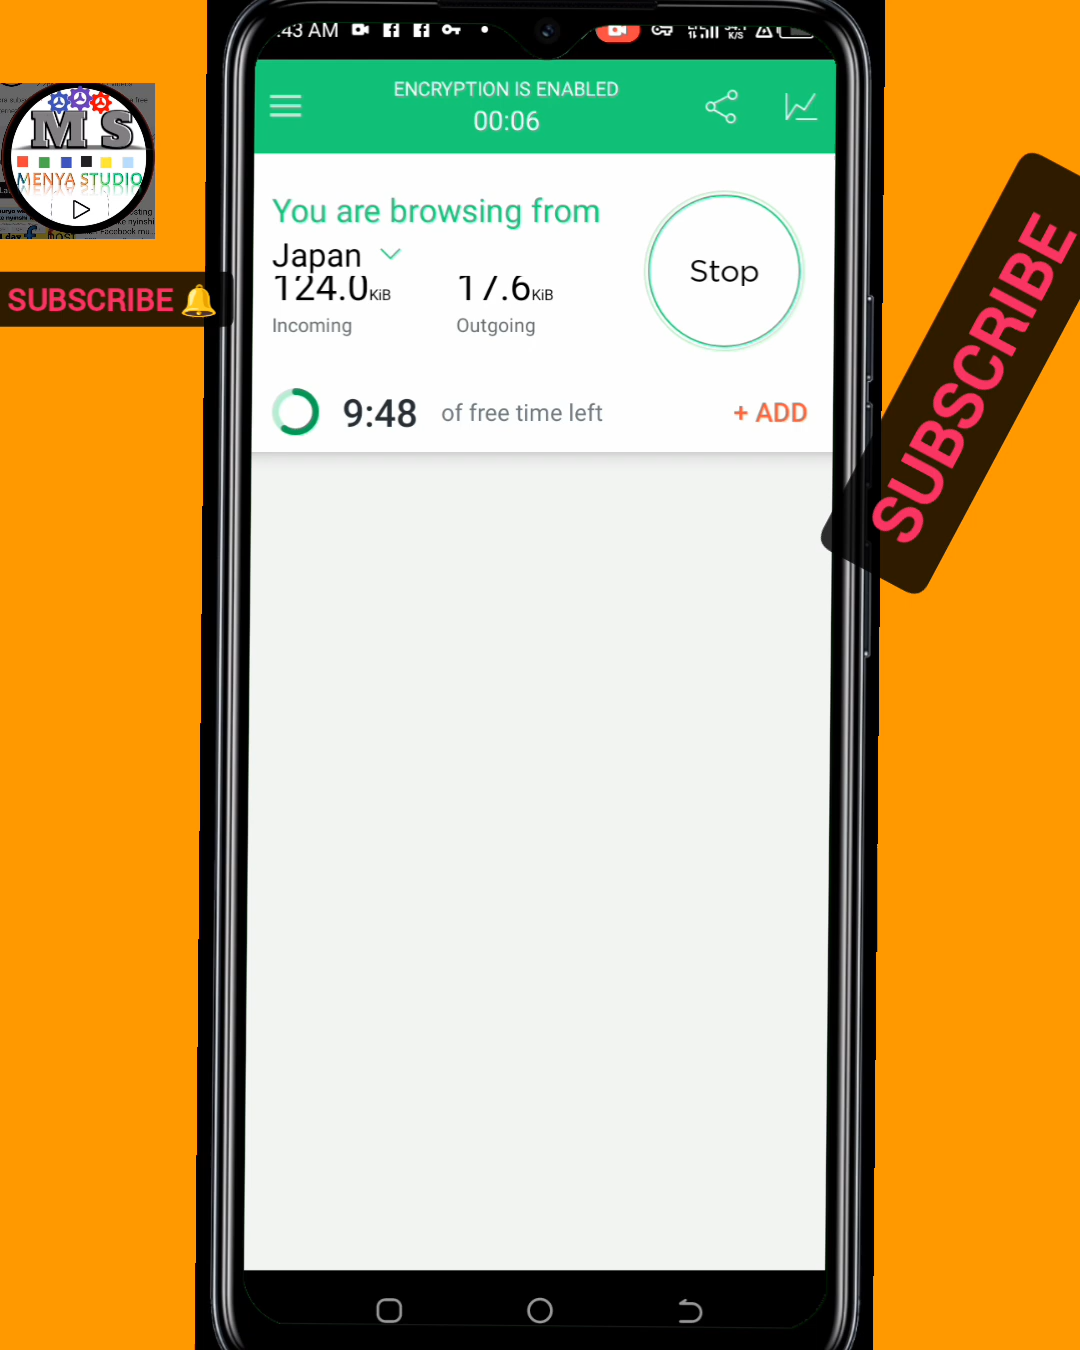 :43 AM
K/S
ENCRYPTION IS ENABLED
00:06
M S
MENYA STUDIO
You are browsing from
Japan
124.0KiB
17.6KiB
Incoming
Outgoing
Stop
SUBSCRIBE 🔔
SUBSCRIBE
9:48 of free time left + ADD